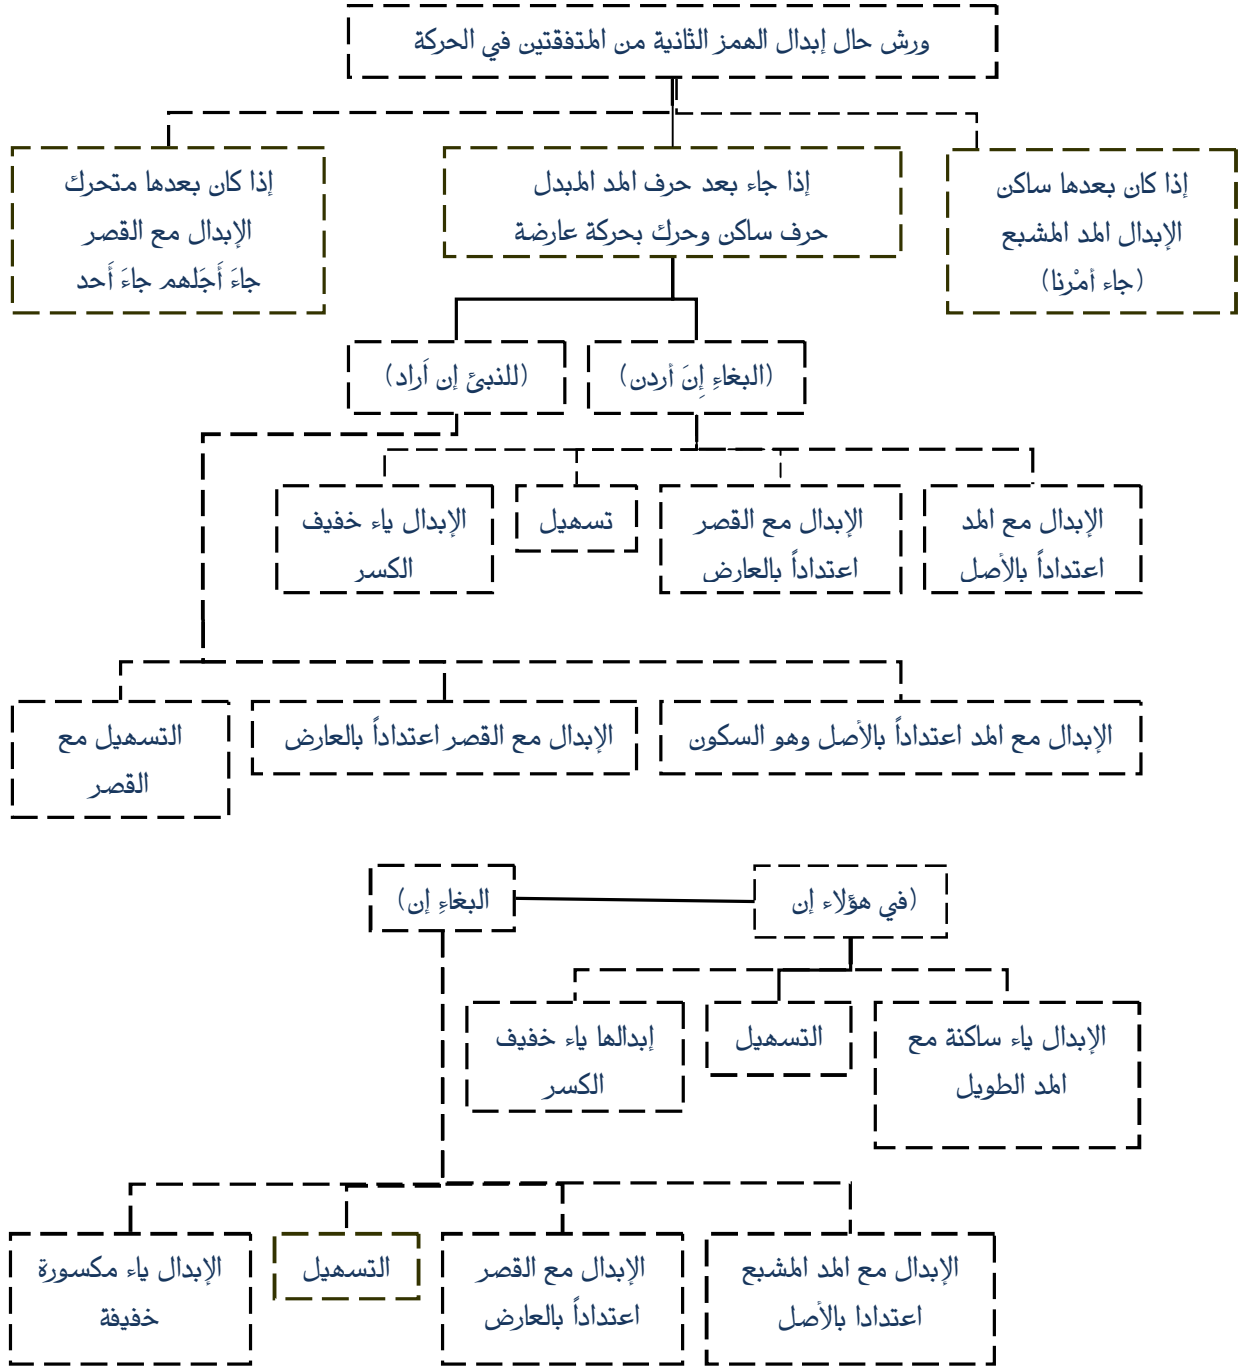 ورش حال إبدال الهمز الثانية من المتفقتين في الحركة
إذا كان بعدها ساكن
الإبدال المد المشبع
(جاء أمْرنا)
إذا جاء بعد حرف المد المبدل
حرف ساكن وحرك بحركة عارضة
إذا كان بعدها متحرك
الإبدال مع القصر
جاءَ أَجَلهم جاءَ أَحد
(البغاءِ إِنَ أردن)
(للنبئ إن اَراد)
الإبدال مع المد
اعتداداً بالأصل
الإبدال مع القصر
اعتداداً بالعارض
تسهيل
الإبدال ياء خفيف
الكسر
الإبدال مع المد اعتداداً بالأصل وهو السكون
الإبدال مع القصر اعتداداً بالعارض
التسهيل مع
القصر
(في هؤلاء إن
البغاءِ إن)
الإبدال ياء ساكنة مع
المد الطويل
التسهيل
إبدالها ياء خفيف
الكسر
الإبدال مع المد المشبع
اعتدادا بالأصل
الإبدال مع القصر
اعتداداً بالعارض
التسهيل
الإبدال ياء مكسورة
خفيفة